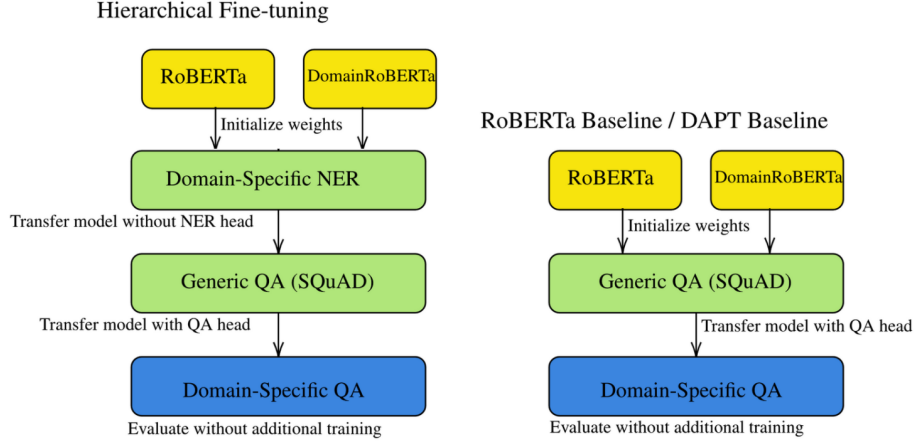 Hierarchical Fine-tuning
RoBERTa
DomainRoBERTa
Initialize weights
Domain-Specific NER
Transfer model without NER head
Generic QA (SQuAD)
Transfer model with QA head
Domain-Specific QA
Evaluate without additional training
RoBERTa Baseline / DAPT Baseline
RoBERTa
DomainRoBERTa
Initialize weights
Generic QA (SQuAD)
Transfer model with QA head
Domain-Specific QA
Evaluate without additional training